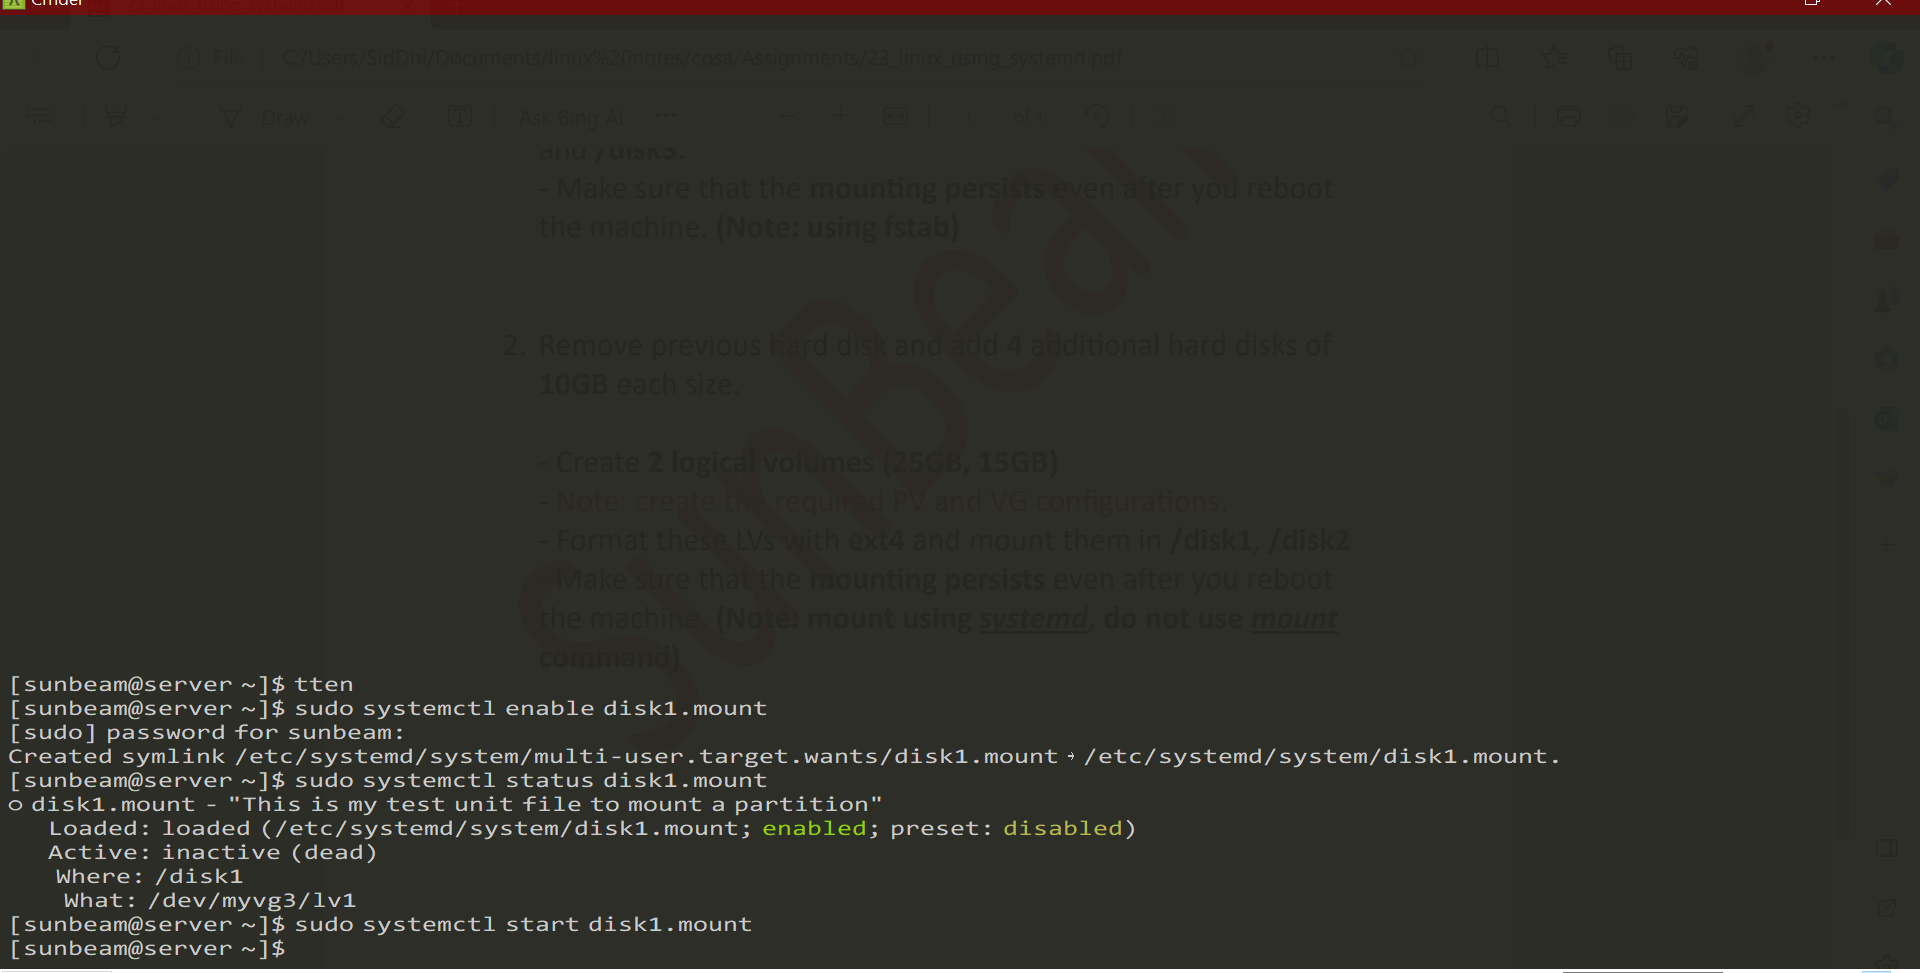 Cmder
23_linux_using_systemd.pdf
File C:/Users/SidDhi/Documents/linux%20notes/cosa/Assignments/23_linux_using_systemd.pdf
Draw Ask Bing AI 1 of 1
and /disk3.
- Make sure that the mounting persists even after you reboot
the machine. (Note: using fstab)
2. Remove previous hard disk and add 4 additional hard disks of
10GB each size.
- Create 2 logical volumes (25GB, 15GB)
- Note: create the required PV and VG configurations.
- Format these LVs with ext4 and mount them in /disk1, /disk2
- Make sure that the mounting persists even after you reboot
the machine. (Note: mount using systemd, do not use mount
command)
SunBeam
[sunbeam@server ~]$ tten
[sunbeam@server ~]$ sudo systemctl enable disk1.mount
[sudo] password for sunbeam:
Created symlink /etc/systemd/system/multi-user.target.wants/disk1.mount → /etc/systemd/system/disk1.mount.
[sunbeam@server ~]$ sudo systemctl status disk1.mount
○ disk1.mount - "This is my test unit file to mount a partition"
Loaded: loaded (/etc/systemd/system/disk1.mount; enabled; preset: disabled)
Active: inactive (dead)
Where: /disk1
What: /dev/myvg3/lv1
[sunbeam@server ~]$ sudo systemctl start disk1.mount
[sunbeam@server ~]$